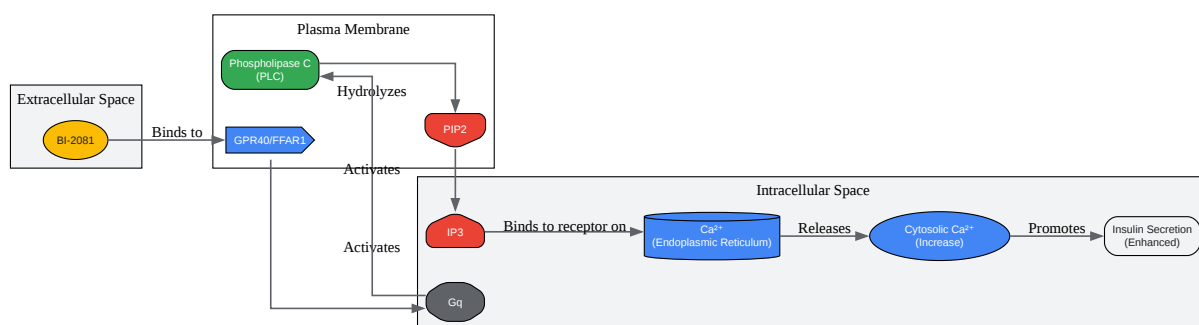 Plasma Membrane
Phospholipase C
(PLC)
Hydrolyzes
Extracellular Space
BI-2081
Binds to
GPR40/FFAR1
PIP2
Activates
Intracellular Space
IP3
Binds to receptor on
Ca²⁺
(Endoplasmic Reticulum)
Releases
Cytosolic Ca²⁺
(Increase)
Promotes
Insulin Secretion
(Enhanced)
Activates
Gq